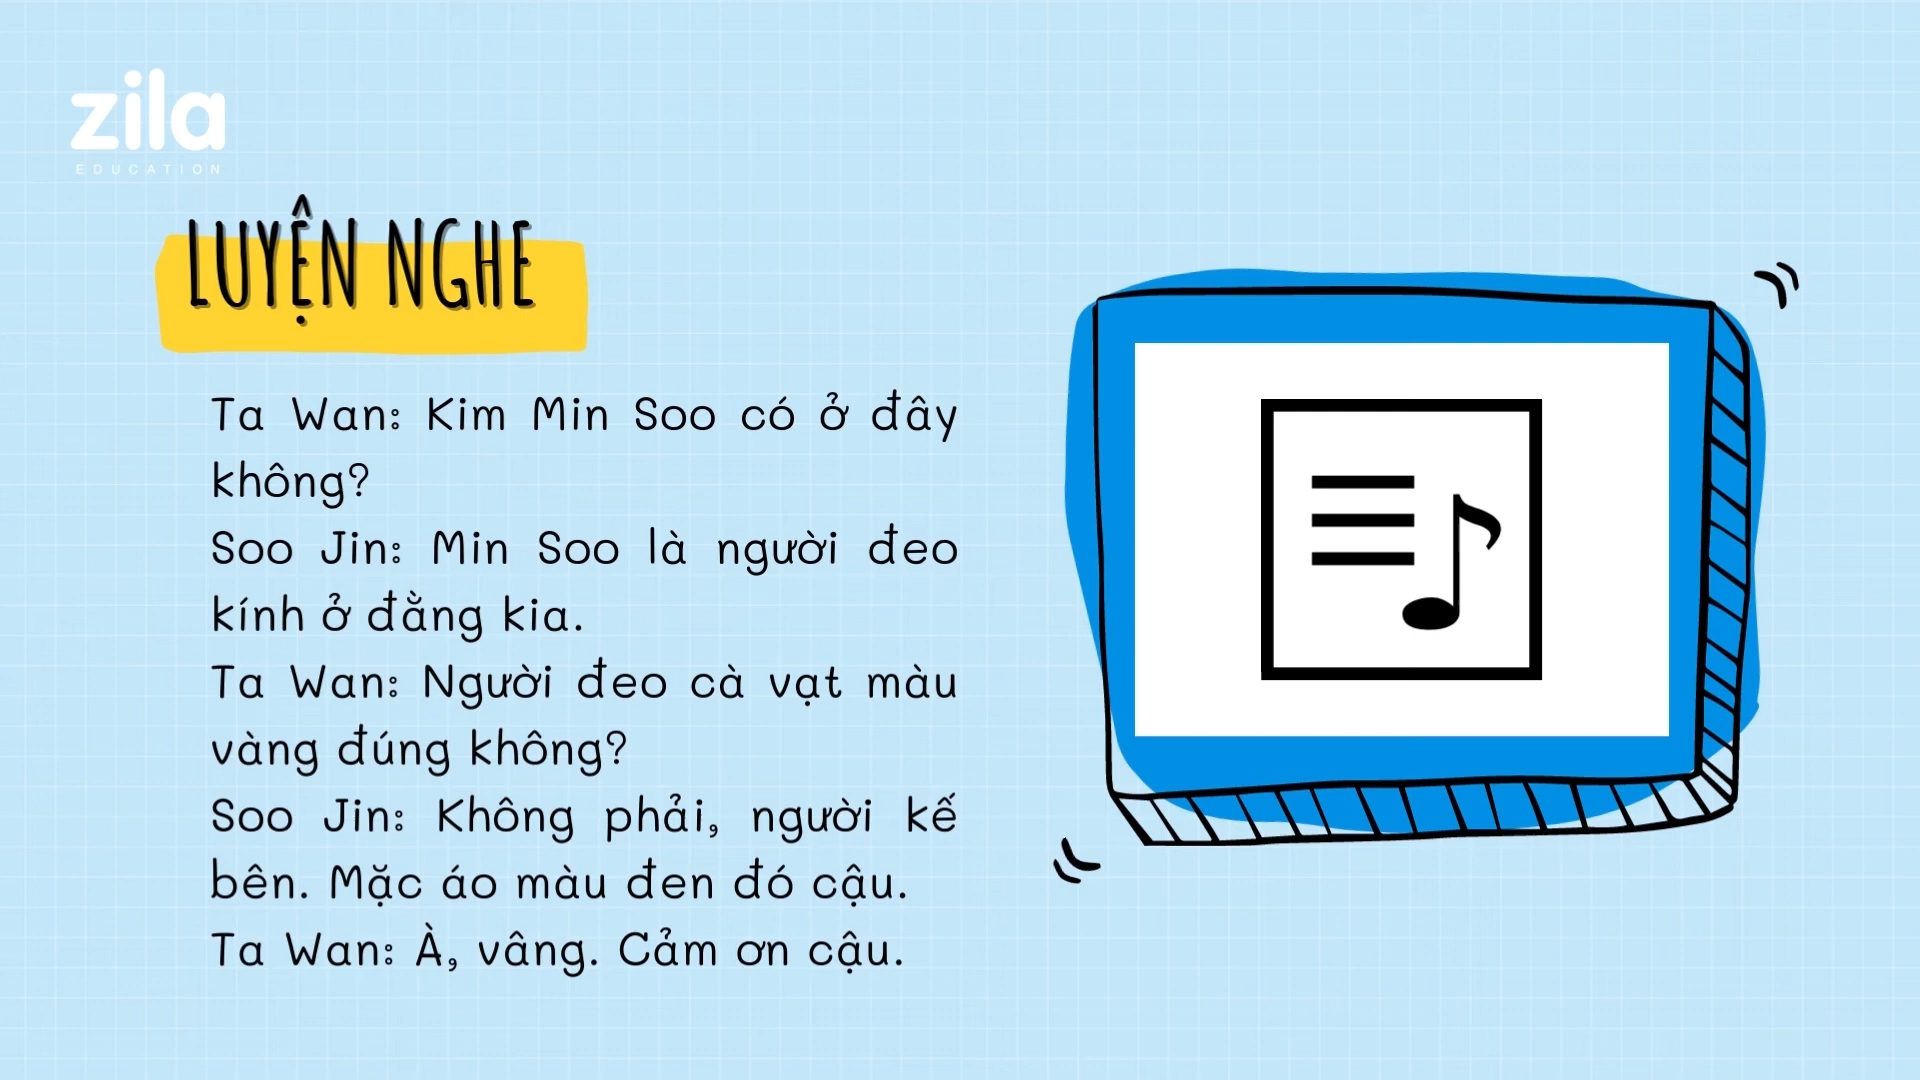 zila
EDUCATION
LUYỆN NGHE
Ta Wan: Kim Min Soo có ở đây
không?
Soo Jin: Min Soo là người đeo
kính ở đằng kia.
Ta Wan: Người đeo cà vạt màu
vàng đúng không?
Soo Jin: Không phải, người kế
bên. Mặc áo màu đen đó cậu.
Ta Wan: À, vâng. Cảm ơn cậu.